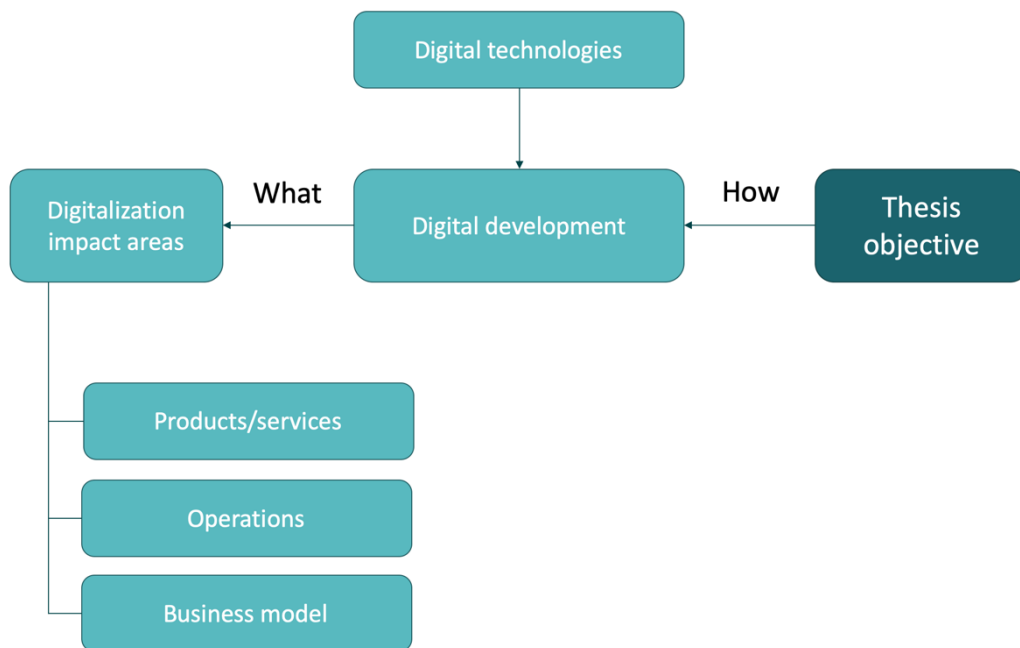 Digital technologies
Digitalization
impact areas
What
Digital development
How
Thesis
objective
Products/services
Operations
Business model